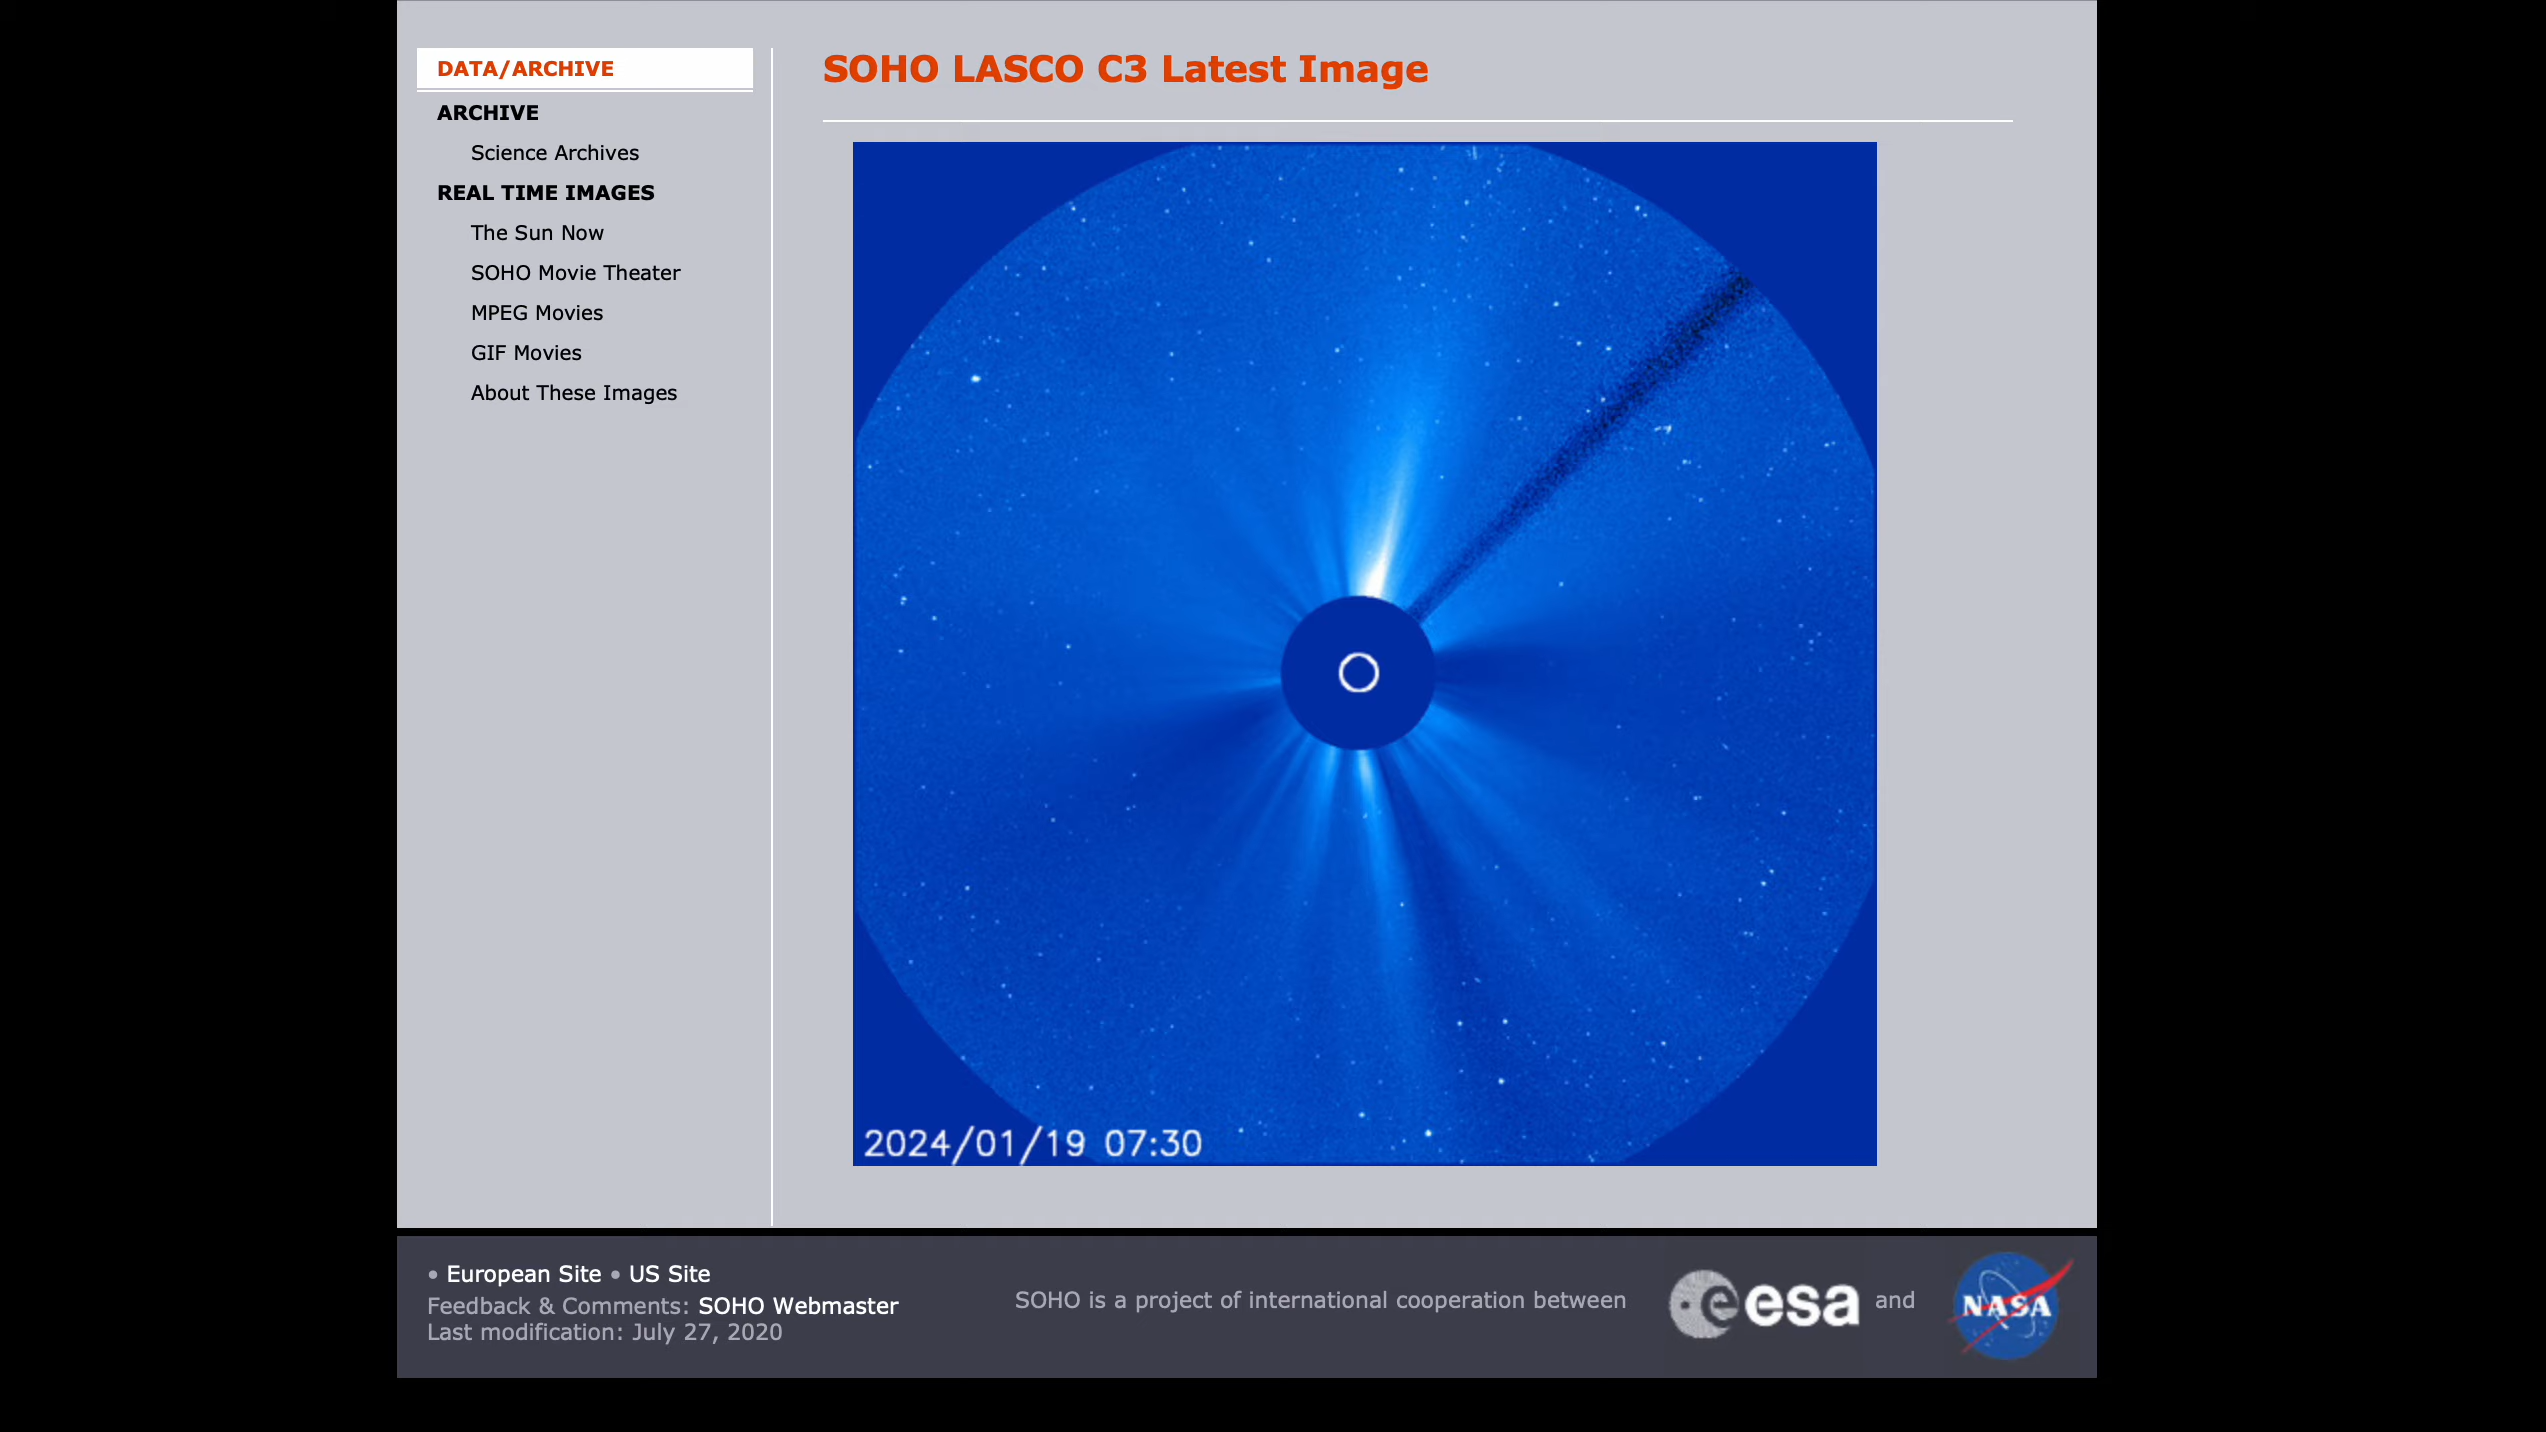 DATA/ARCHIVE
ARCHIVE
Science Archives
REAL TIME IMAGES
The Sun Now
SOHO Movie Theater
MPEG Movies
GIF Movies
About These Images
SOHO LASCO C3 Latest Image
2024/01/19 07:30
• European Site • US Site
Feedback & Comments: SOHO Webmaster
Last modification: July 27, 2020
SOHO is a project of international cooperation between esa and NASA